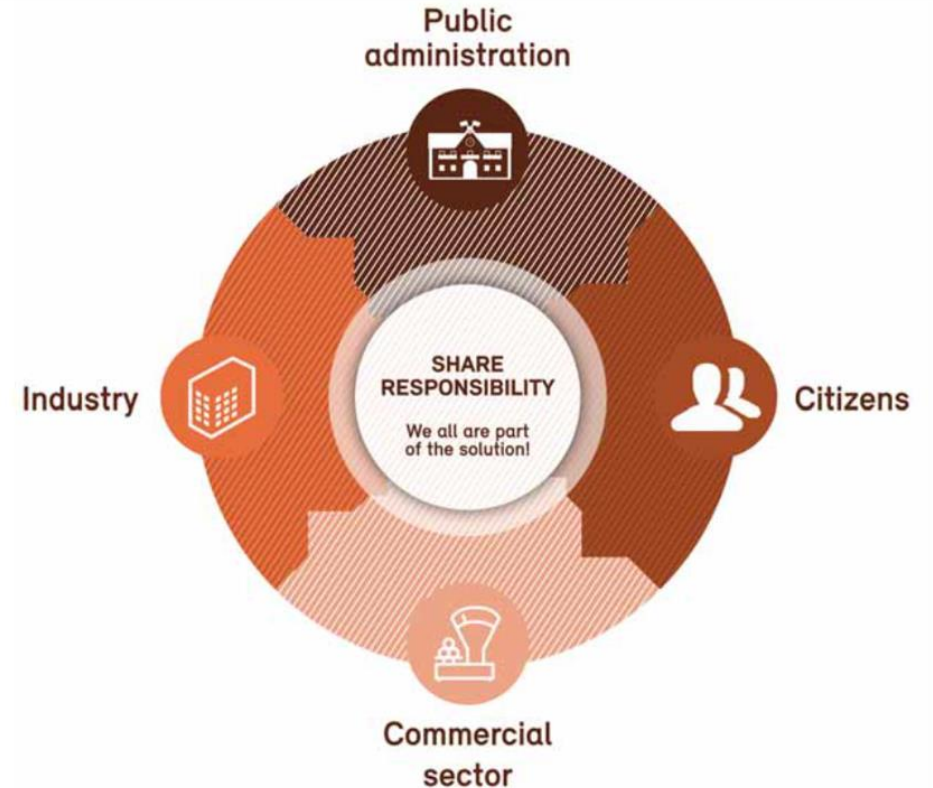 Public
administration
Industry
SHARE
RESPONSIBILITY
We all are part
of the solution!
Citizens
Commercial
sector